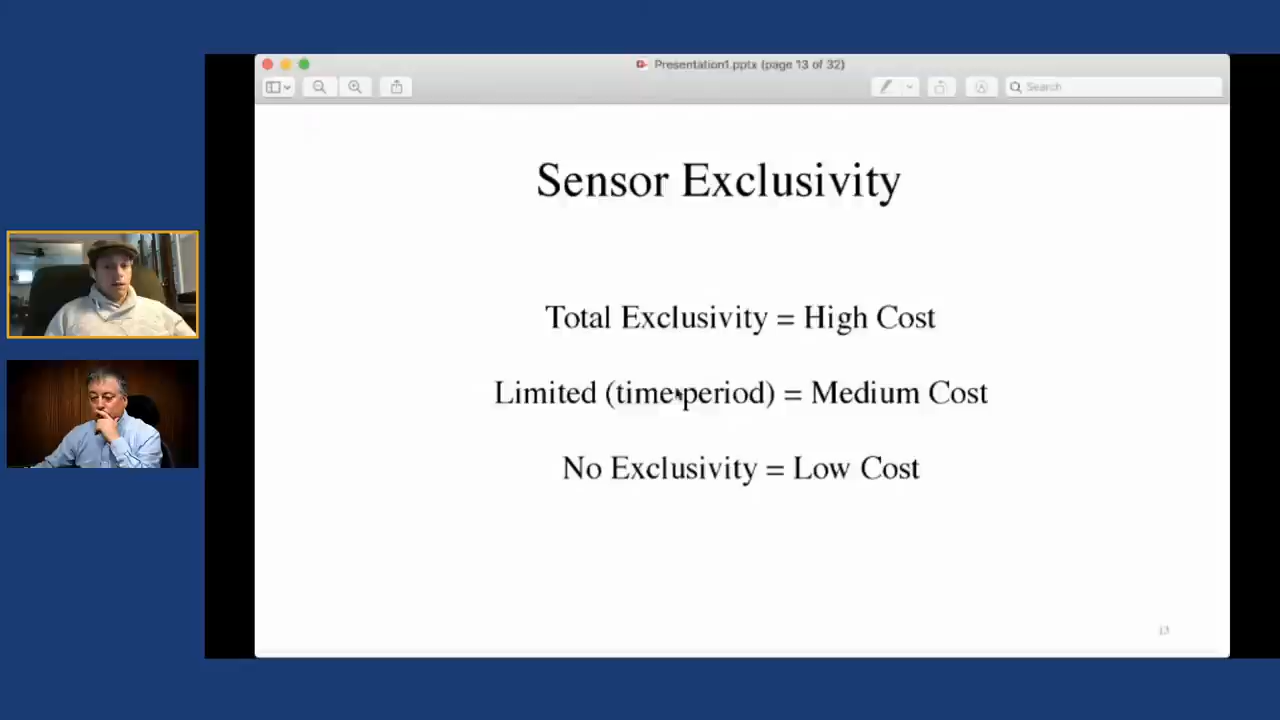 Presentation1.pptx (page 13 of 32)
Search
Sensor Exclusivity
Total Exclusivity = High Cost
Limited (time period) = Medium Cost
No Exclusivity = Low Cost
13